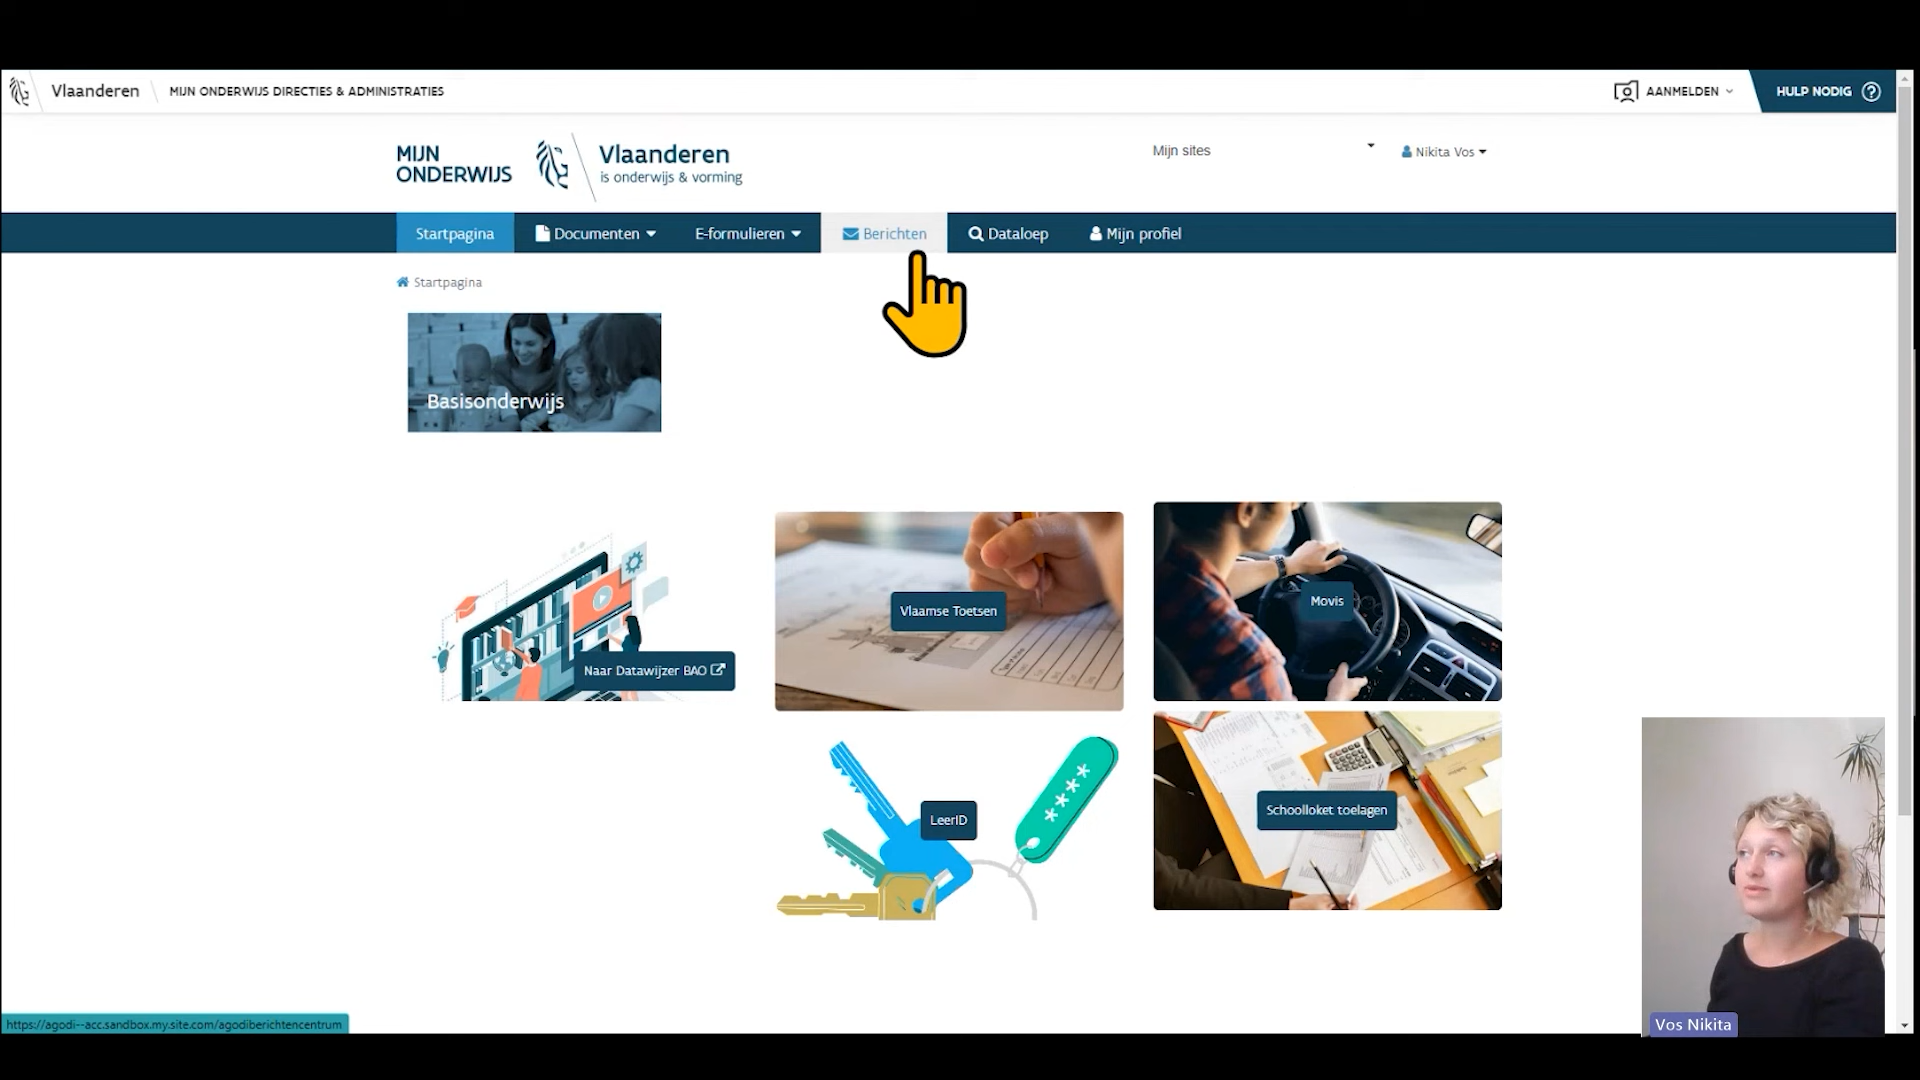 Vlaanderen
MIJN ONDERWIJS DIRECTIES & ADMINISTRATIES
AANMELDEN
HULP NODIG ?
MIJN
ONDERWIJS
Vlaanderen
is onderwijs & vorming
Mijn sites
Nikita Vos
Startpagina
Documenten
E-formulieren
Berichten
Dataloep
Mijn profiel
Startpagina
Basisonderwijs
Naar Datawijzer BAO
Vlaamse Toetsen
Movis
LeerID
Schoolloket toelagen
https://agodi--acc.sandbox.my.site.com/agodiberichtencentrum
Vos Nikita